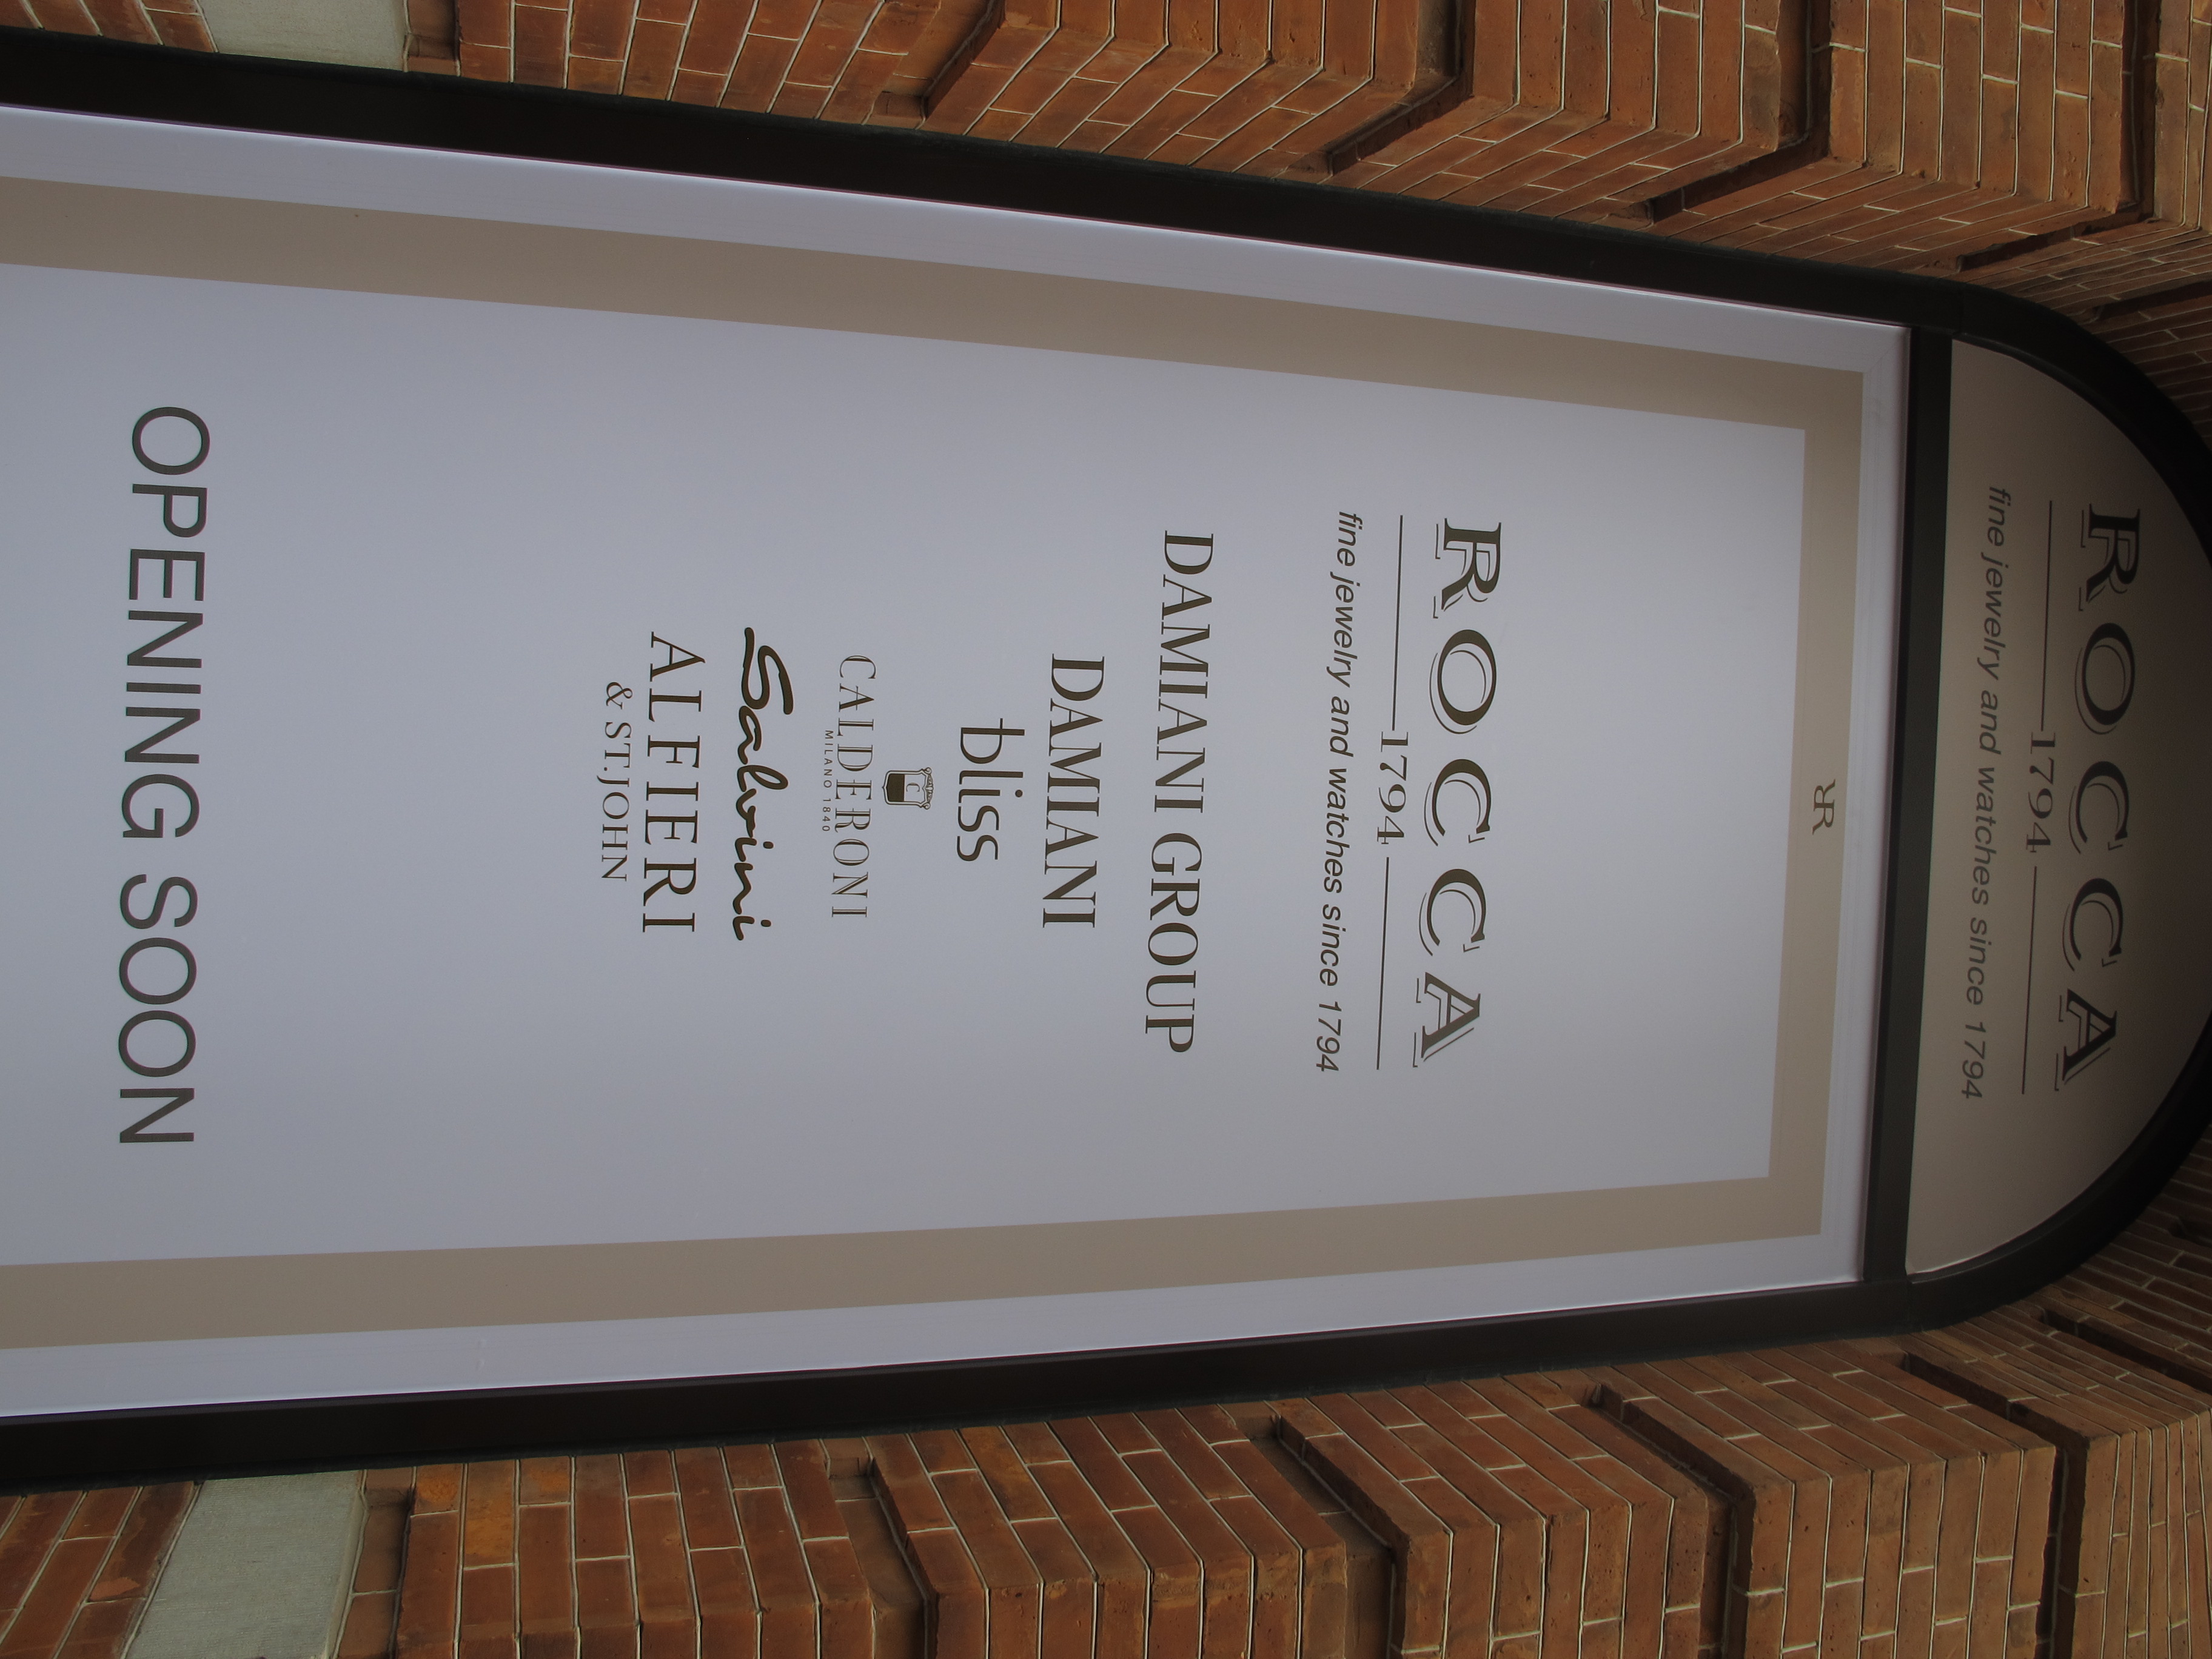 ROCCA
1794
fine jewelry and watches since 1794
RR
ROCCA
1794
fine jewelry and watches since 1794
DAMIANI GROUP
DAMIANI
bliss
C
CALDERONI
MILANO 1840
Salvini
ALFIERI
& ST.JOHN
OPENING SOON